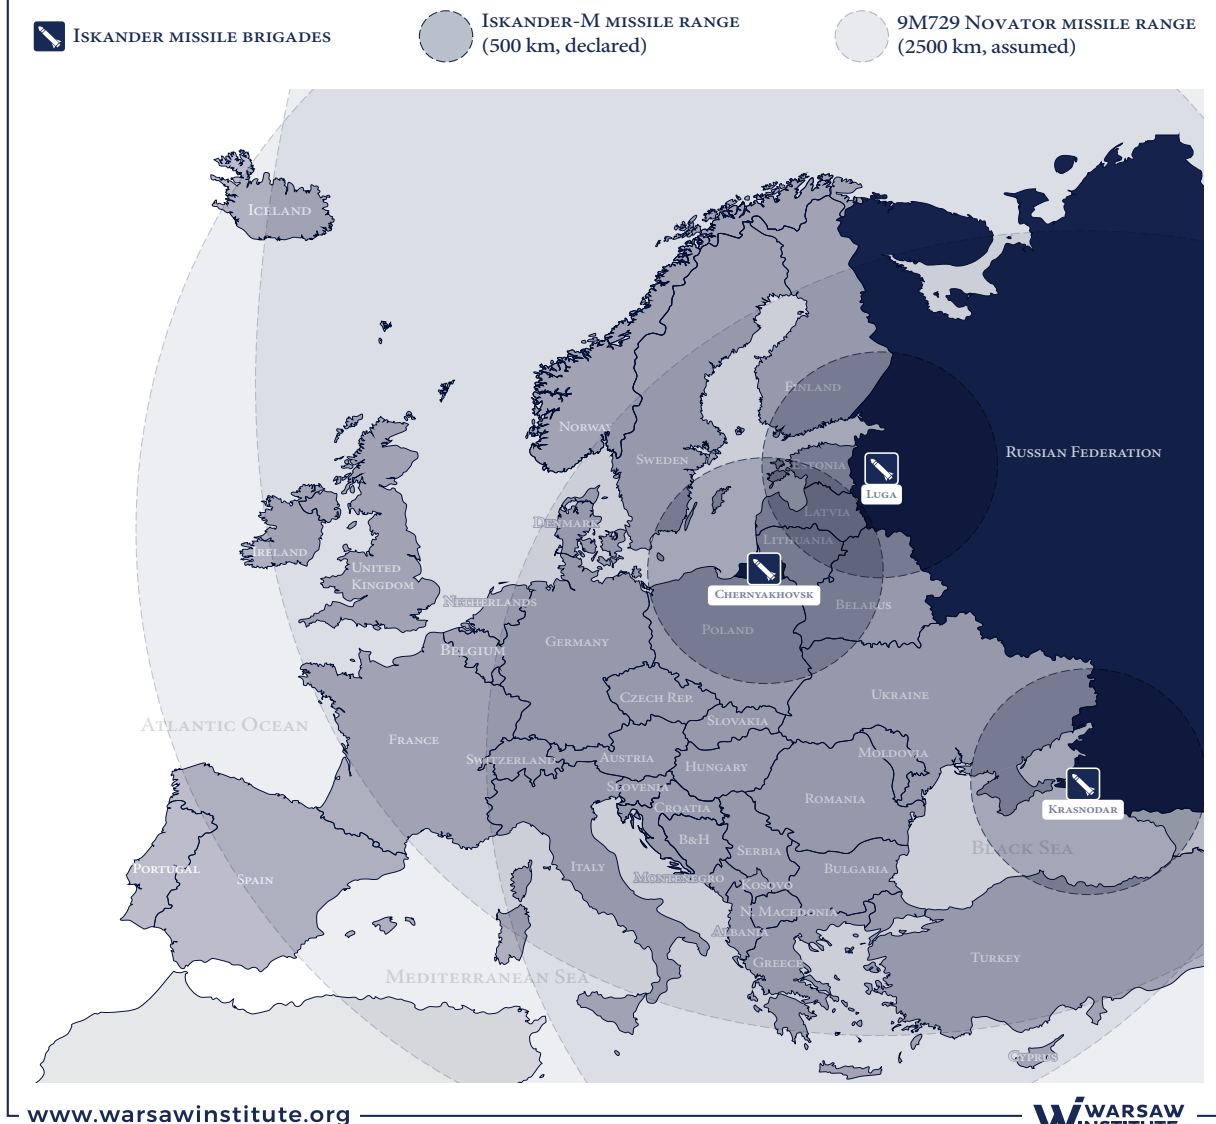 Iskander missile brigades
Iskander-M missile range
(500 km, declared)
9M729 Novator missile range
(2500 km, assumed)
Iceland
Finland
Norway
Sweden
Russian Federation
Estonia
Luga
Latvia
Denmark
Lithuania
Ireland
United
Kingdom
Chernyakhovsk
Netherlands
Belarus
Poland
Germany
Belgium
Czech Rep.
Ukraine
Atlantic Ocean
Slovakia
France
Moldovia
Switzerland
Austria
Hungary
Slovenia
Romania
Croatia
Krasnodar
B&H
Serbia
Black Sea
Portugal
Italy
Bulgaria
Spain
Montenegro
Kosovo
N. Macedonia
Albania
Greece
Turkey
Mediterranean Sea
Cyprus
www.warsawinstitute.org
WARSAW
INSTITUTE